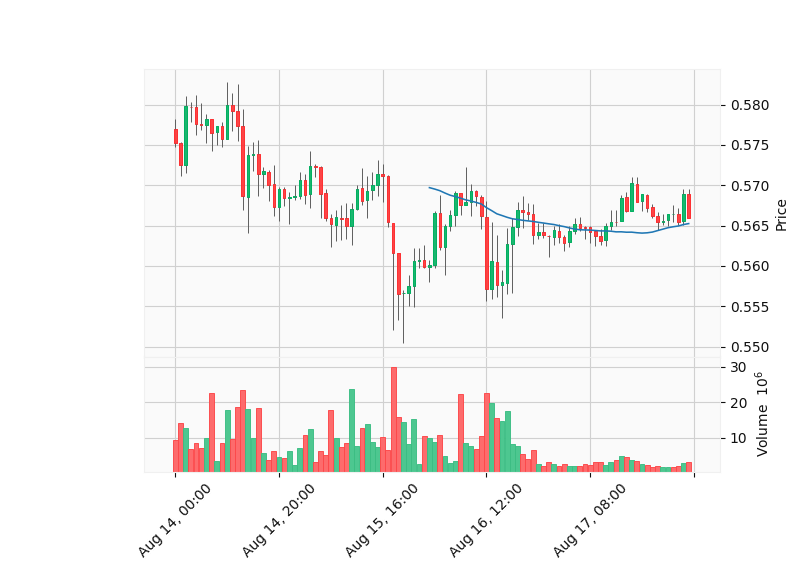 0.580
0.575
0.570
0.565
0.560
0.555
0.550
Price
30
20
10
Volume 10⁶
Aug 14, 00:00
Aug 14, 20:00
Aug 15, 16:00
Aug 16, 12:00
Aug 17, 08:00